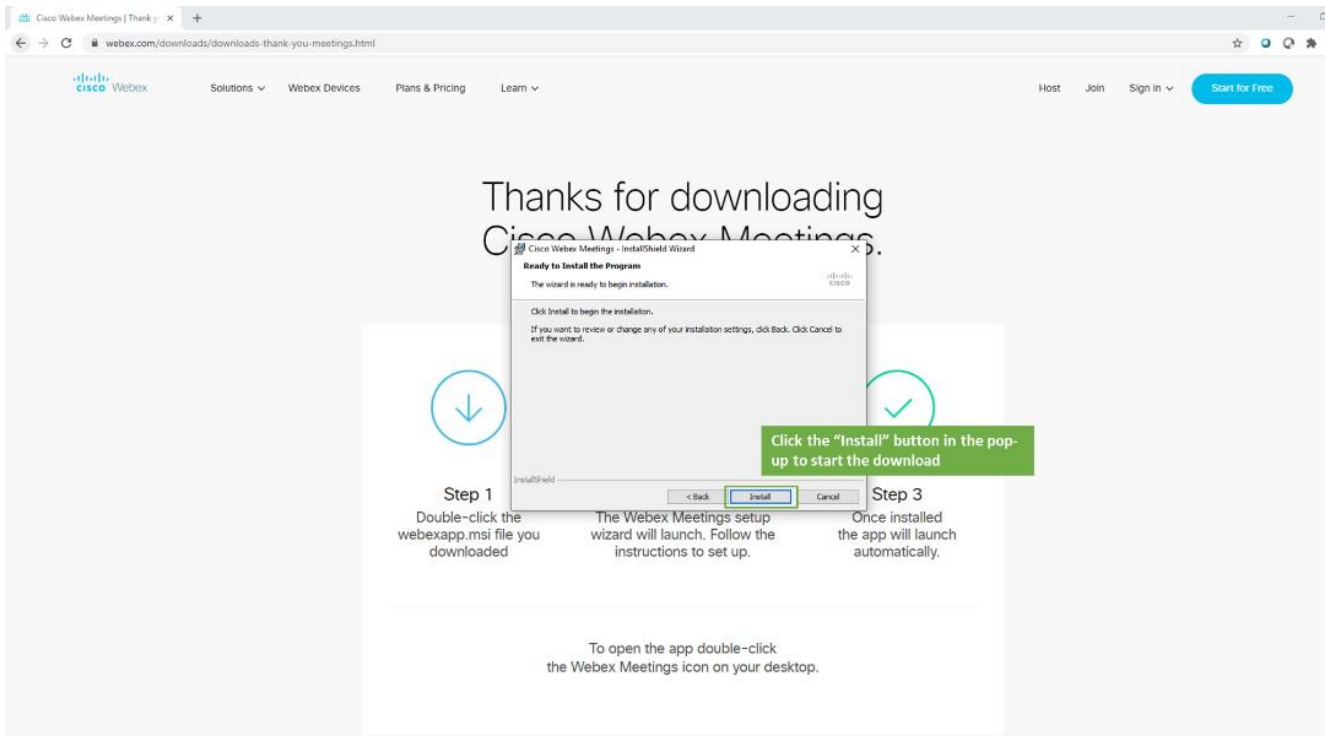 Cisco Webex Meetings | Thank y
webex.com/downloads/downloads-thank-you-meetings.html
cisco Webex
Solutions
Webex Devices
Plans & Pricing
Learn
Host
Join
Sign in
Start for Free
Thanks for downloading
Cisco Webex Meetings.
Cisco Webex Meetings - InstallShield Wizard
Ready to Install the Program
The wizard is ready to begin installation.
CISCO
Click Install to begin the installation.
If you want to review or change any of your installation settings, click Back. Click Cancel to
exit the wizard.
Click the “Install” button in the pop-
up to start the download
InstallShield
< Back
Install
Cancel
Step 1
Double-click the
webexapp.msi file you
downloaded
The Webex Meetings setup
wizard will launch. Follow the
instructions to set up.
Step 3
Once installed
the app will launch
automatically.
To open the app double-click
the Webex Meetings icon on your desktop.